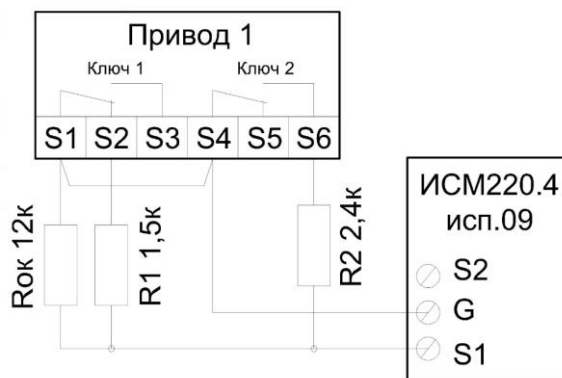 Привод 1
Ключ 1
Ключ 2
S1 S2 S3 S4 S5 S6
Rок 12к
R1 1,5к
R2 2,4к
ИСМ220.4
исп.09
S2
G
S1